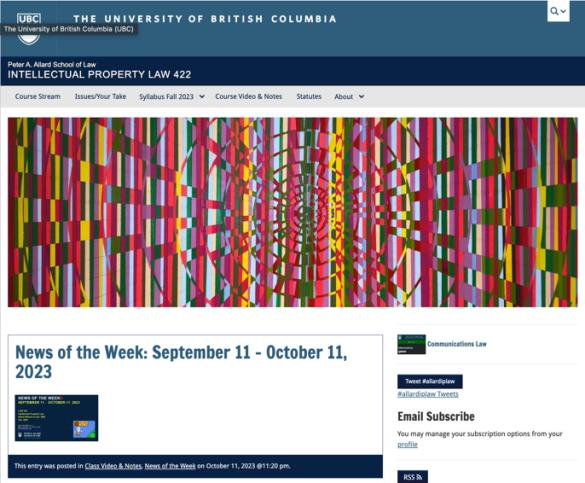 UBC
THE UNIVERSITY OF BRITISH COLUMBIA
The University of British Columbia (UBC)
Peter A. Allard School of Law
INTELLECTUAL PROPERTY LAW 422
Course Stream Issues/Your Take Syllabus Fall 2023 Course Video & Notes Statutes About
News of the Week: September 11 - October 11,
2023
NEWS OF THE WEEK:
SEPTEMBER 11 - OCTOBER 11, 2023
This entry was posted in Class Video & Notes, News of the Week on October 11, 2023 @11:20 pm.
Communications Law
Tweet #allardiplaw
#allardiplaw Tweets
Email Subscribe
You may manage your subscription options from your
profile
RSS